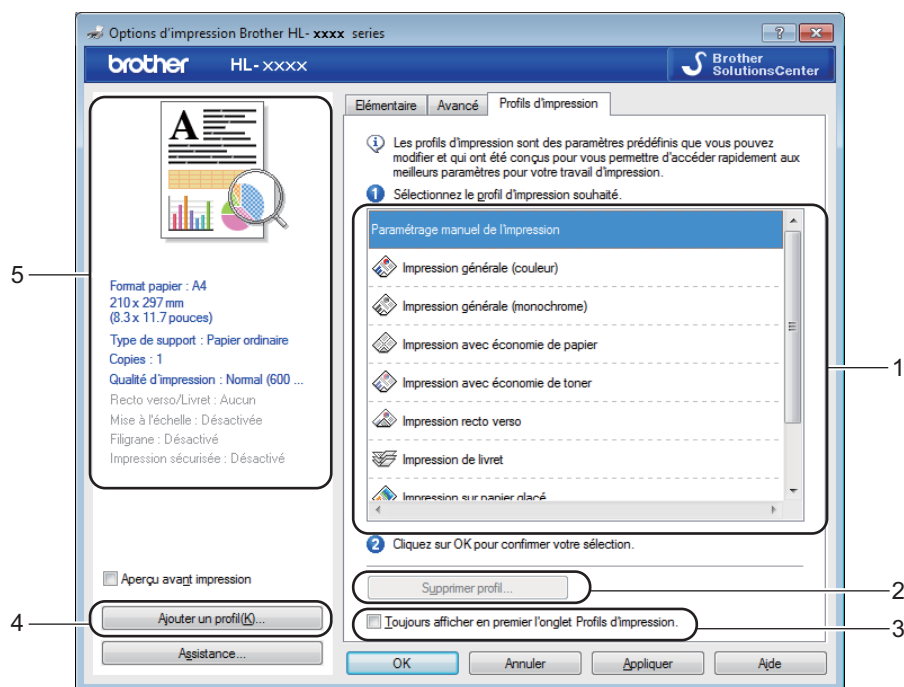 Options d'impression Brother HL- xxxx series
brother HL-xxxx
Brother
SolutionsCenter
A
Format papier : A4
210 x 297 mm
(8.3 x 11.7 pouces)
Type de support : Papier ordinaire
Copies : 1
Qualité d'impression : Normal (600 ...
Recto verso/Livret : Aucun
Mise à l'échelle : Désactivée
Filigrane : Désactivé
Impression sécurisée : Désactivé
Aperçu avant impression
Ajouter un profil(K)...
Assistance...
Elémentaire Avancé Profils d'impression
Les profils d'impression sont des paramètres prédéfinis que vous pouvez
modifier et qui ont été conçus pour vous permettre d'accéder rapidement aux
meilleurs paramètres pour votre travail d'impression.
1 Sélectionnez le profil d'impression souhaité.
Paramétrage manuel de l'impression
Impression générale (couleur)
Impression générale (monochrome)
Impression avec économie de papier
Impression avec économie de toner
Impression recto verso
Impression de livret
Impression sur papier glacé
2 Cliquez sur OK pour confirmer votre sélection.
Supprimer profil...
Toujours afficher en premier l'onglet Profils d'impression.
OK Annuler Appliquer Aide
1
2
3
4
5